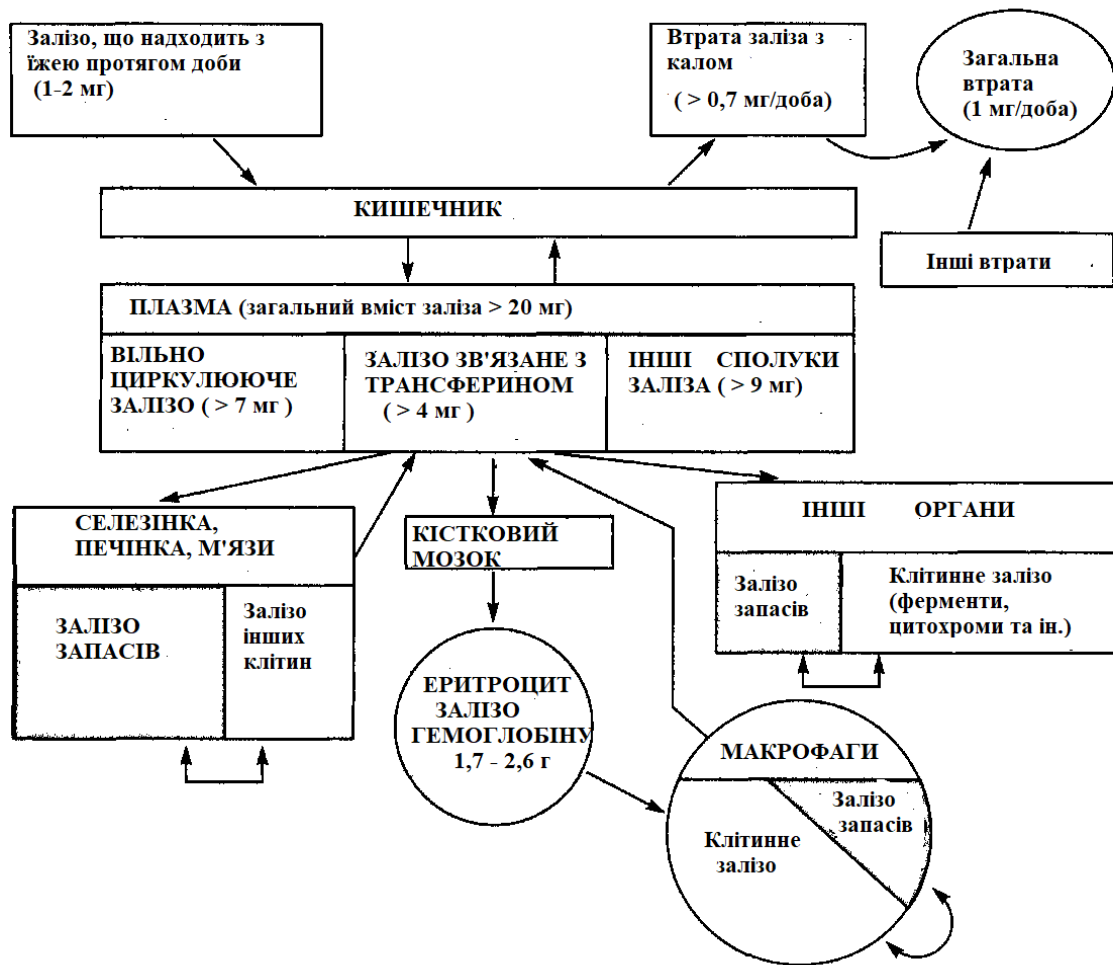 Залізо, що надходить з
їжею протягом доби
(1-2 мг)
Втрата заліза з
калом
( > 0,7 мг/доба)
Загальна
втрата
(1 мг/доба)
КИШЕЧНИК
Інші втрати
ПЛАЗМА (загальний вміст заліза > 20 мг)
ВІЛЬНО
ЦИРКУЛЮЮЧЕ
ЗАЛІЗО ( > 7 мг )
ЗАЛІЗО ЗВ'ЯЗАНЕ З
ТРАНСФЕРИНОМ
( > 4 мг )
ІНШІ СПОЛУКИ
ЗАЛІЗА ( > 9 мг)
СЕЛЕЗІНКА,
ПЕЧІНКА, М'ЯЗИ
ЗАЛІЗО
ЗАПАСІВ
Залізо
інших
клітин
КІСТКОВИЙ
МОЗОК
ІНШІ ОРГАНИ
Залізо
запасів
Клітинне залізо
(ферменти,
цитохроми та ін.)
ЕРИТРОЦИТ
ЗАЛІЗО
ГЕМОГЛОБІНУ
1,7 - 2,6 г
МАКРОФАГИ
Залізо
запасів
Клітинне
залізо